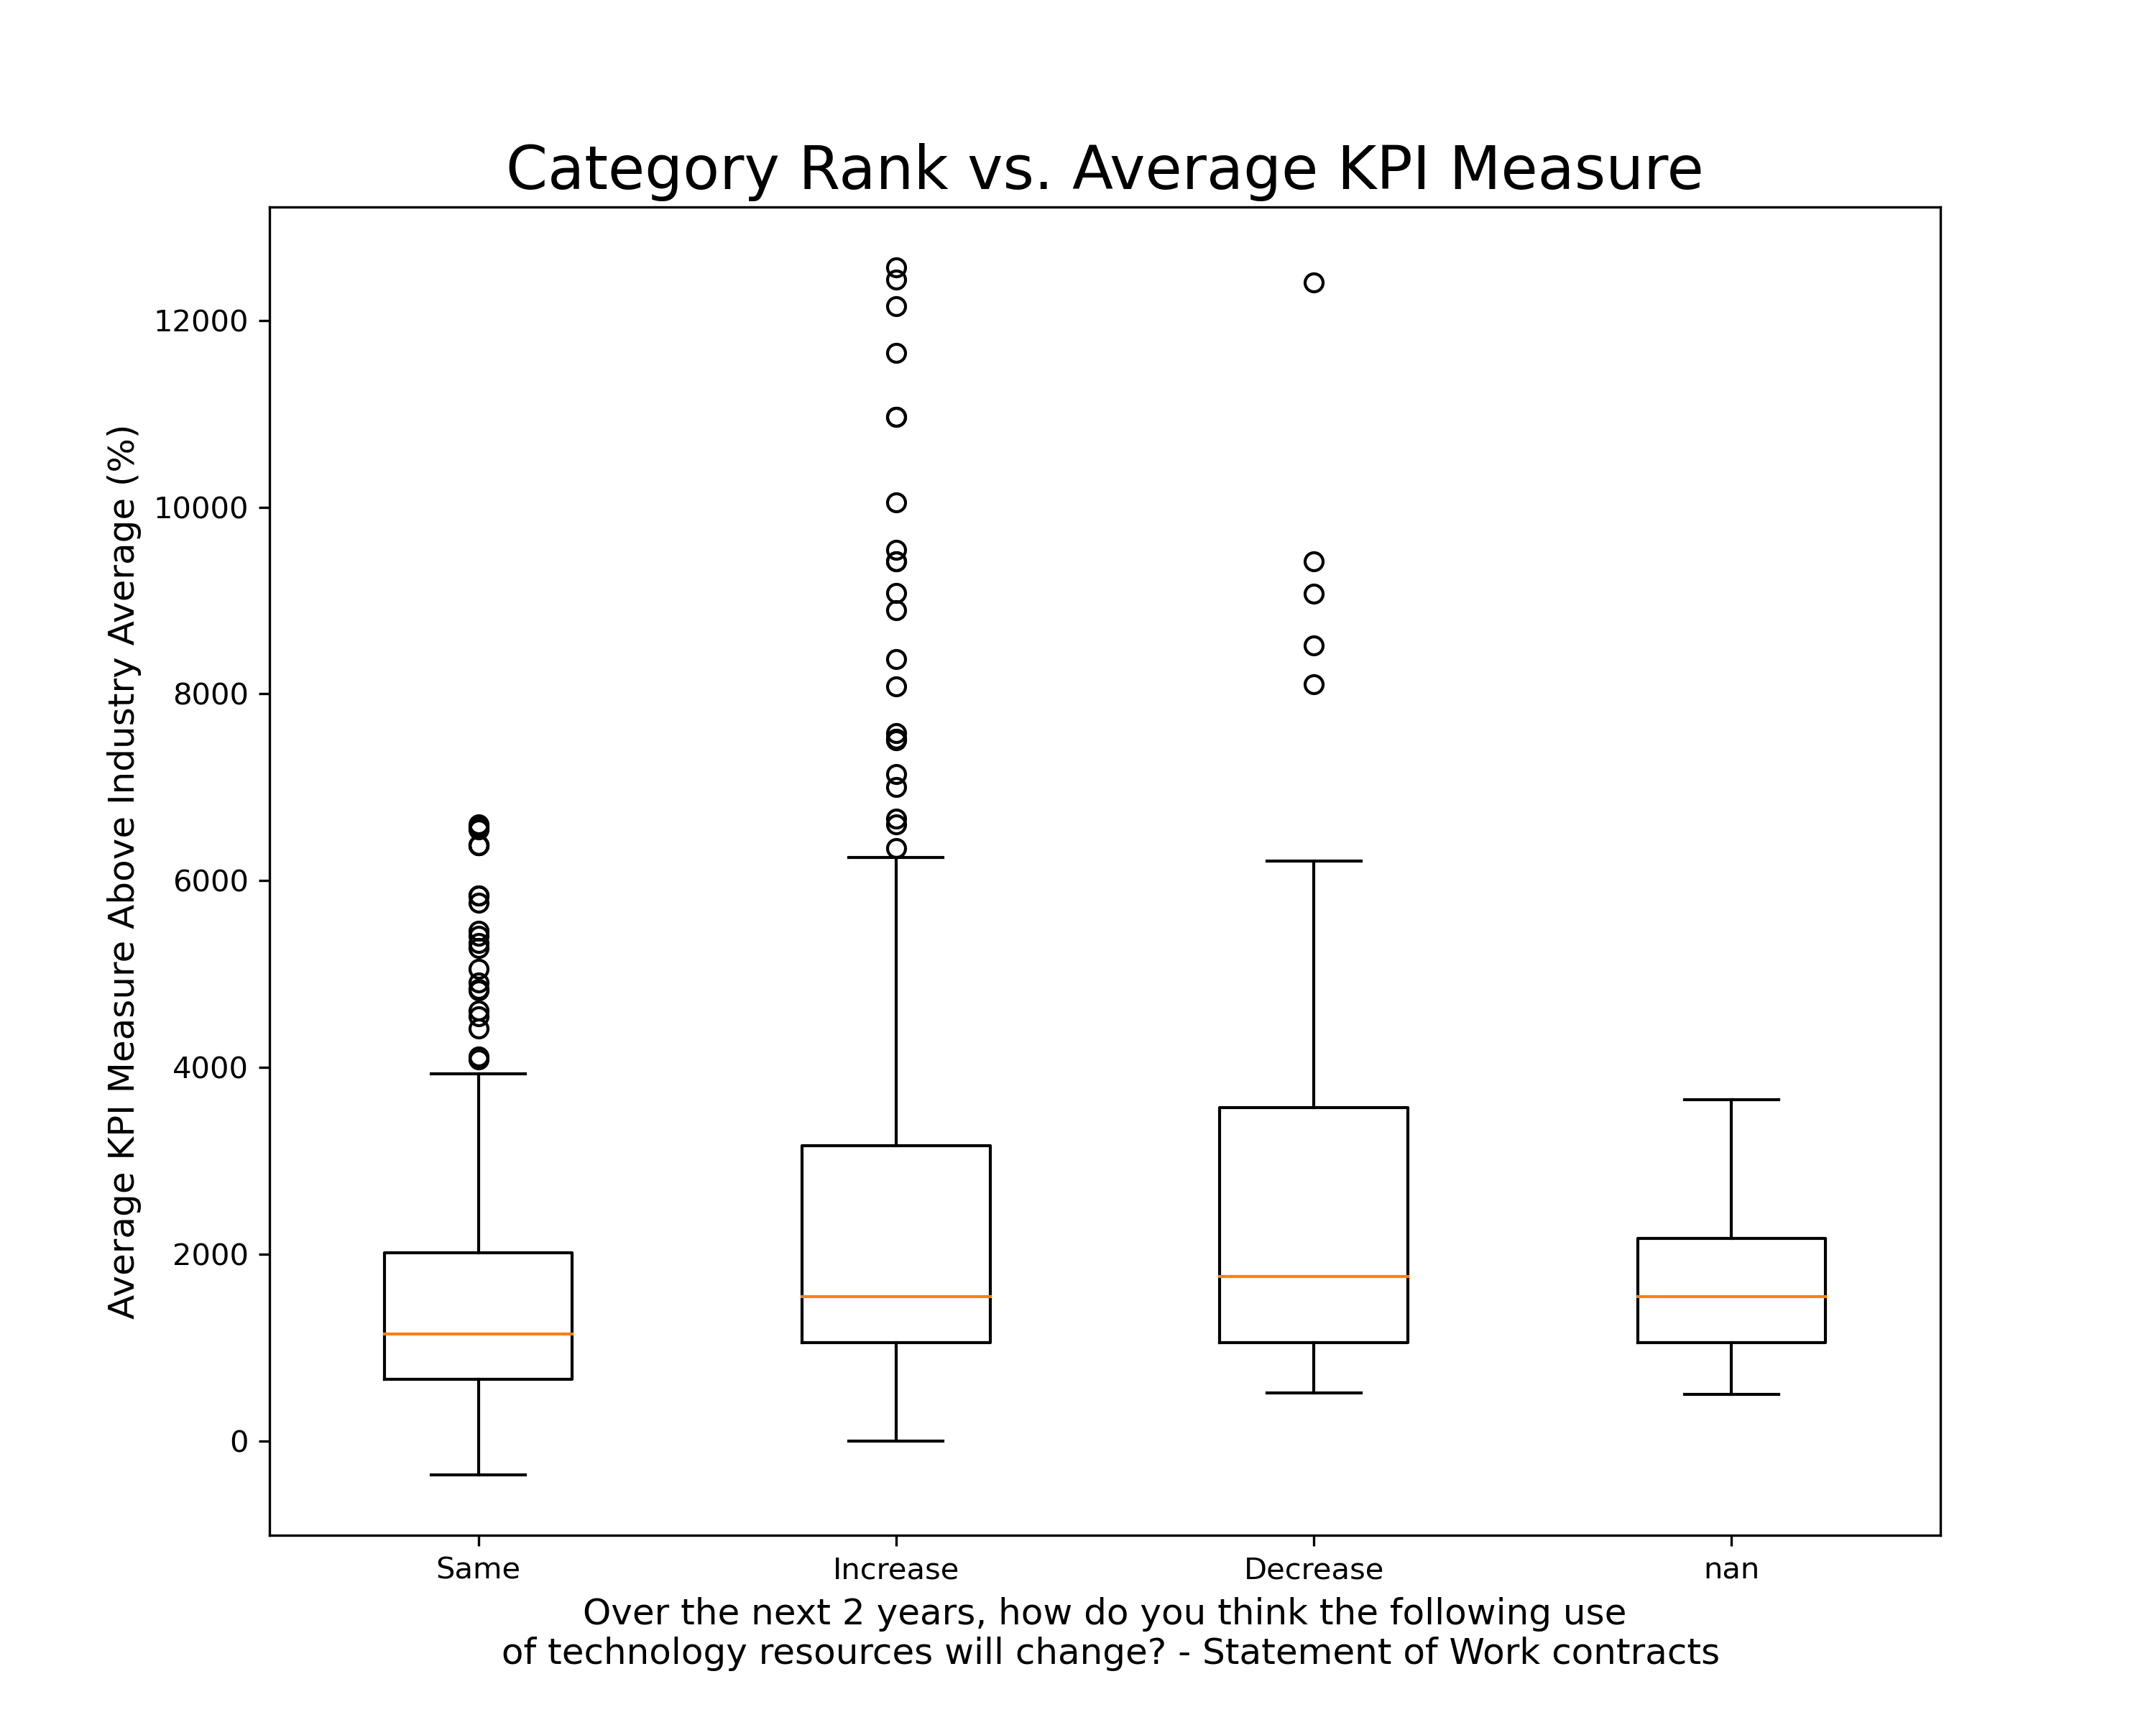 Category Rank vs. Average KPI Measure
Average KPI Measure Above Industry Average (%)
12000
10000
8000
6000
4000
2000
0
Same Increase Decrease nan
Over the next 2 years, how do you think the following use
of technology resources will change? - Statement of Work contracts